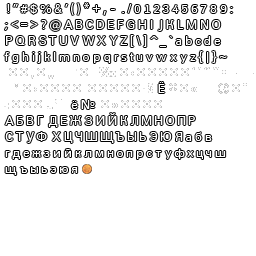 !"#$%&'()*+,-./0123456789:
;<=>?@ABCDEFGHIJKLMNO
PQRSTUVWXYZ[\]^_`abcde
fghijklmnopqrstuvwxyz{|}~
Ё
ё№
АБВГДЕЖЗИЙКЛМНОПР
СТУФХЦЧШЩЪЫЬЭЮЯабв
гдежзийклмнопрстуфхцчш
щъыьэюя